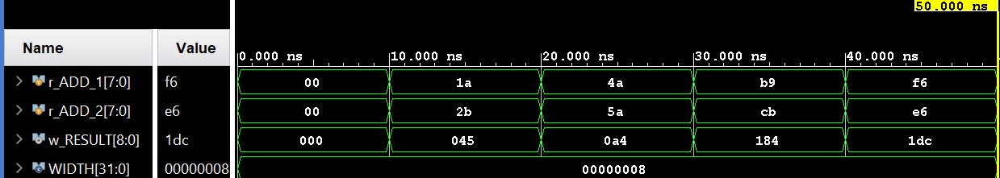 50.000 ns
Name Value
0.000 ns 10.000 ns 20.000 ns 30.000 ns 40.000 ns
r_ADD_1[7:0] f6 00 1a 4a b9 f6
r_ADD_2[7:0] e6 00 2b 5a cb e6
w_RESULT[8:0] 1dc 000 045 0a4 184 1dc
WIDTH[31:0] 00000008 00000008